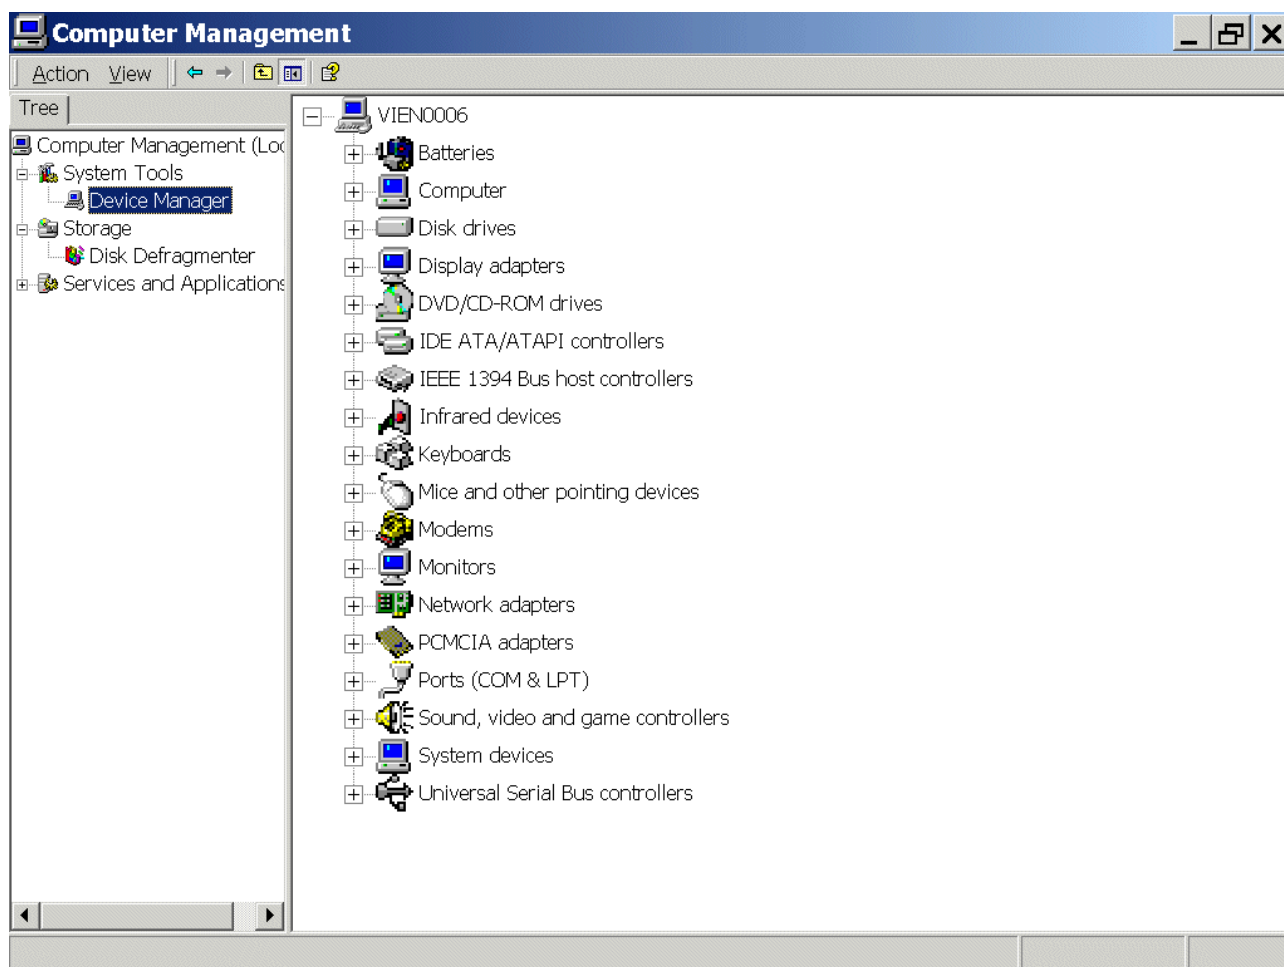 Computer Management
Action View
Tree
Computer Management (Loc
System Tools
Device Manager
Storage
Disk Defragmenter
Services and Applications
VIEN0006
Batteries
Computer
Disk drives
Display adapters
DVD/CD-ROM drives
IDE ATA/ATAPI controllers
IEEE 1394 Bus host controllers
Infrared devices
Keyboards
Mice and other pointing devices
Modems
Monitors
Network adapters
PCMCIA adapters
Ports (COM & LPT)
Sound, video and game controllers
System devices
Universal Serial Bus controllers